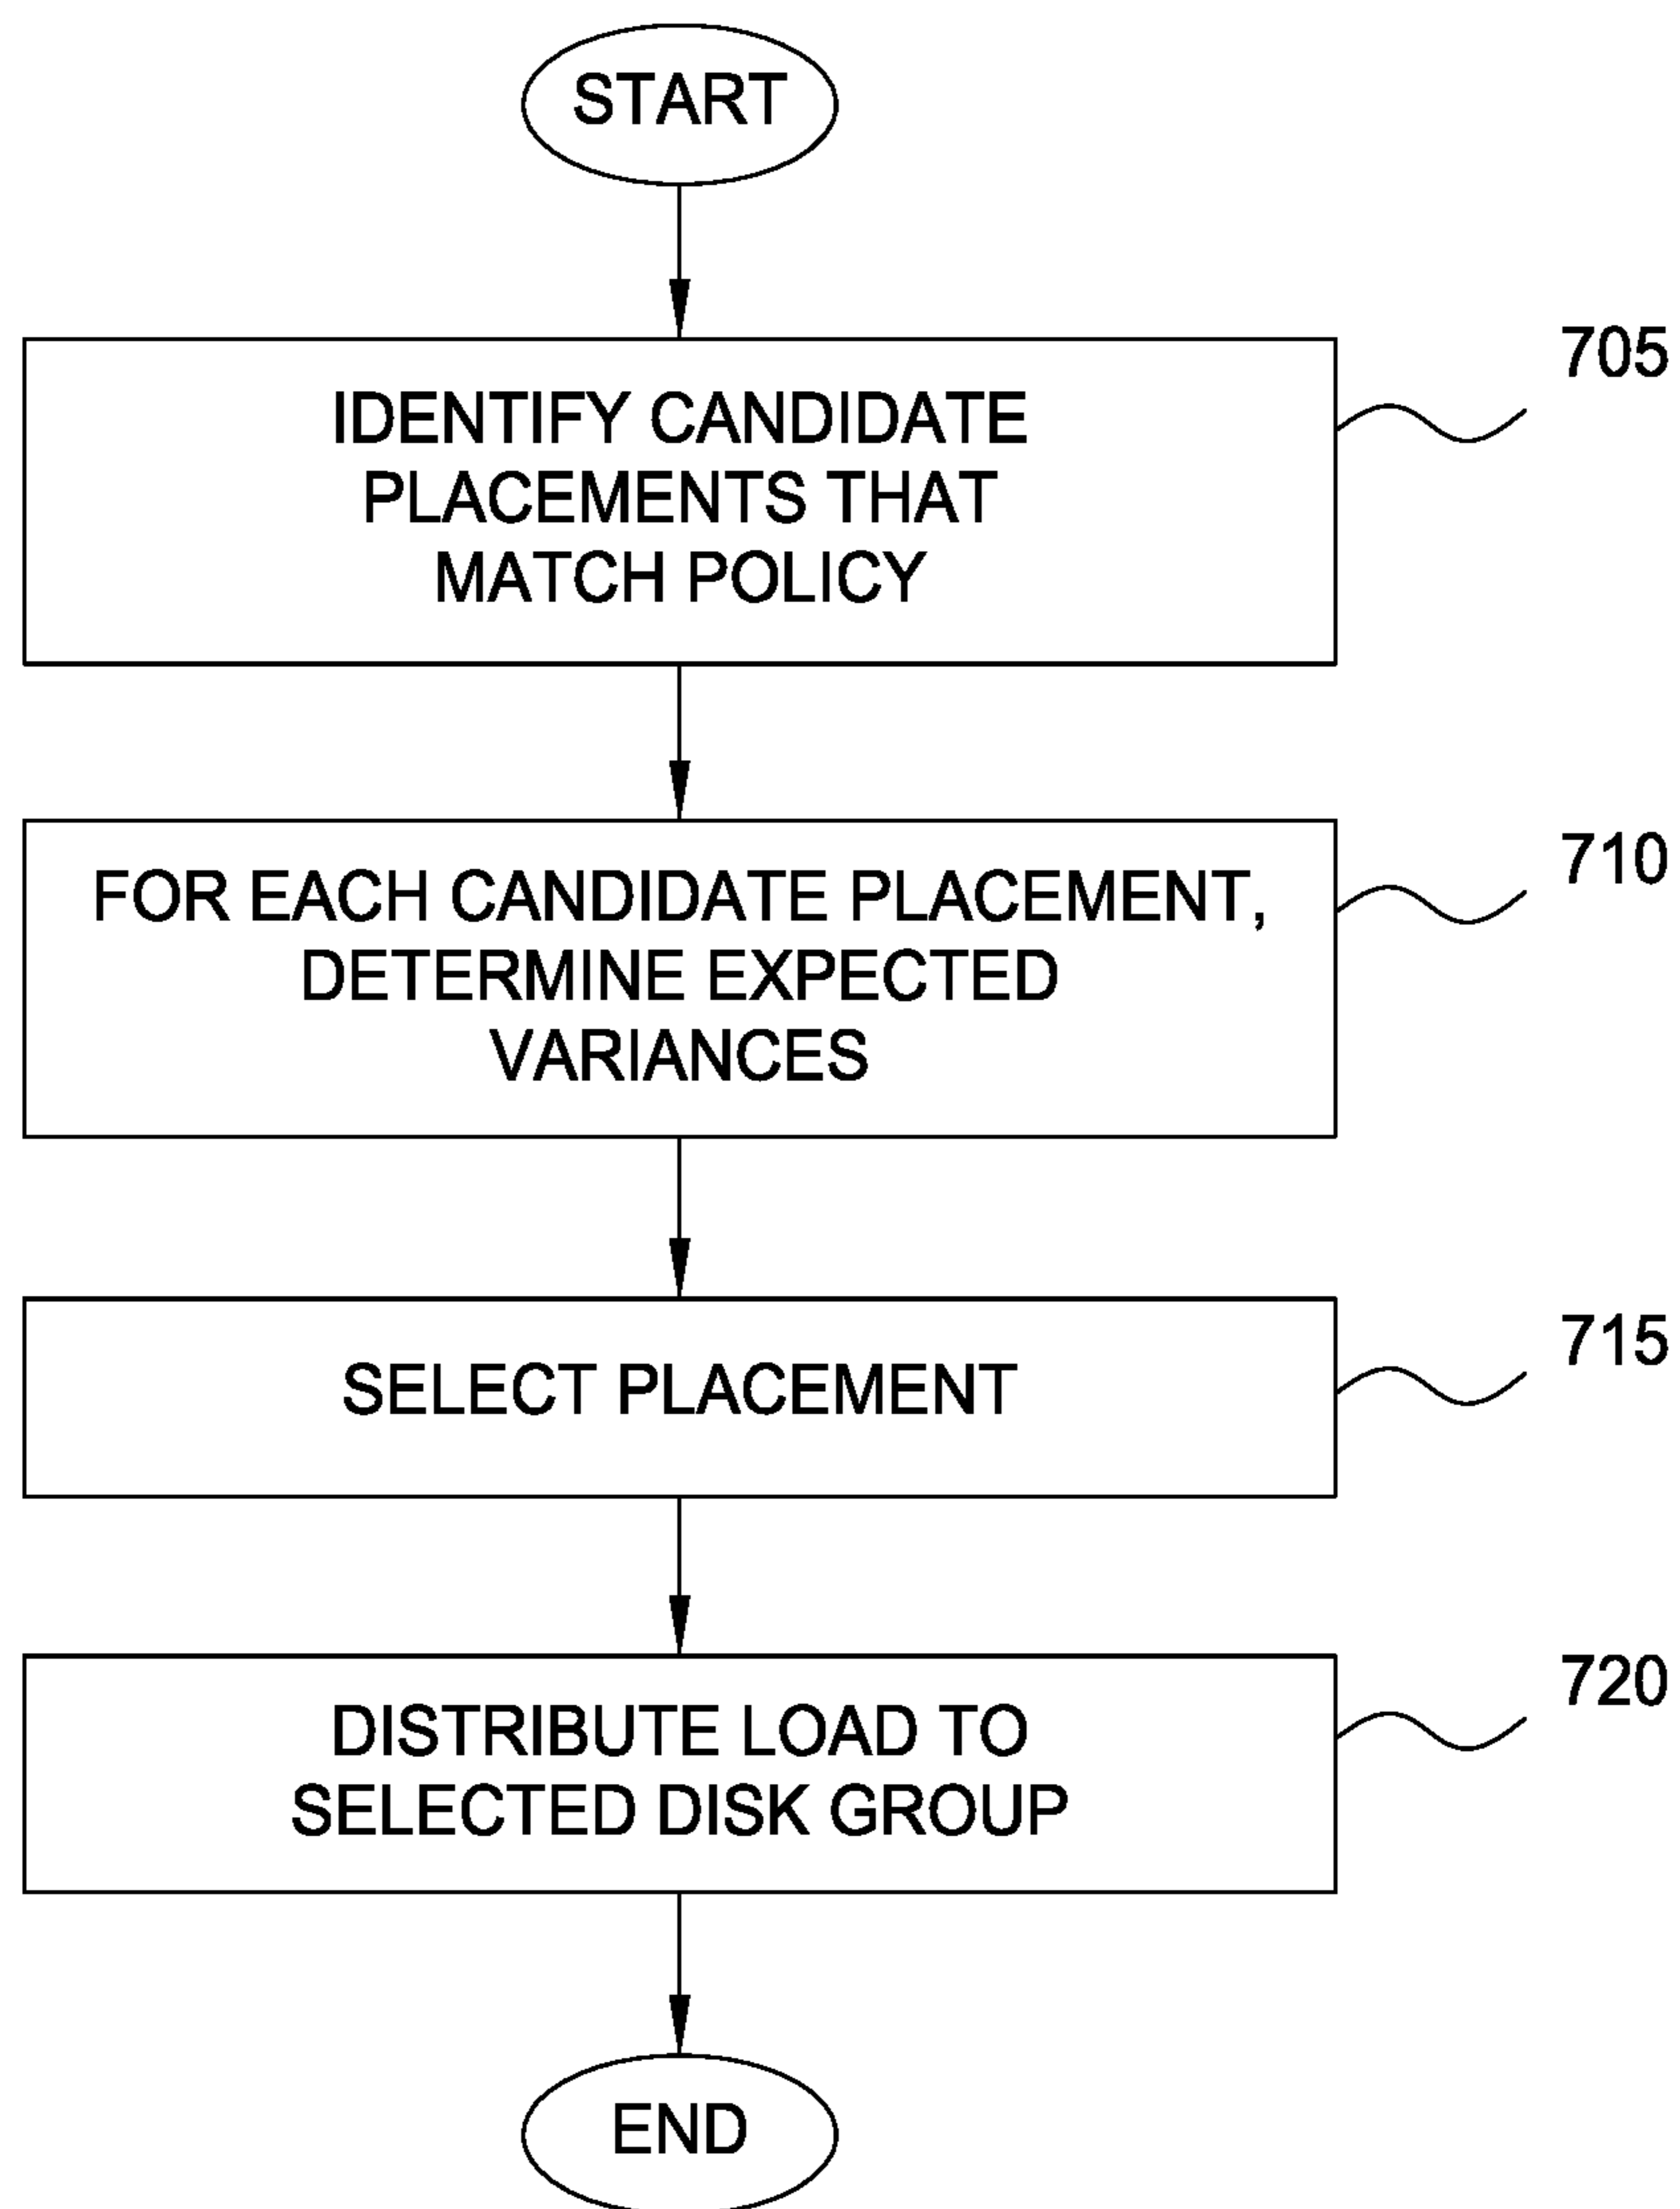 START
705
IDENTIFY CANDIDATE
PLACEMENTS THAT
MATCH POLICY
710
FOR EACH CANDIDATE PLACEMENT,
DETERMINE EXPECTED
VARIANCES
715
SELECT PLACEMENT
720
DISTRIBUTE LOAD TO
SELECTED DISK GROUP
END